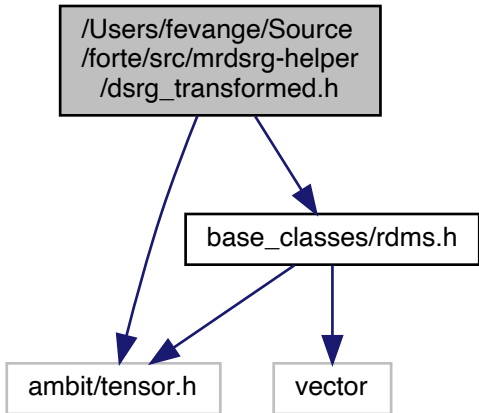 /Users/fevange/Source
/forte/src/mrdsrg-helper
/dsrg_transformed.h
base_classes/rdms.h
ambit/tensor.h
vector